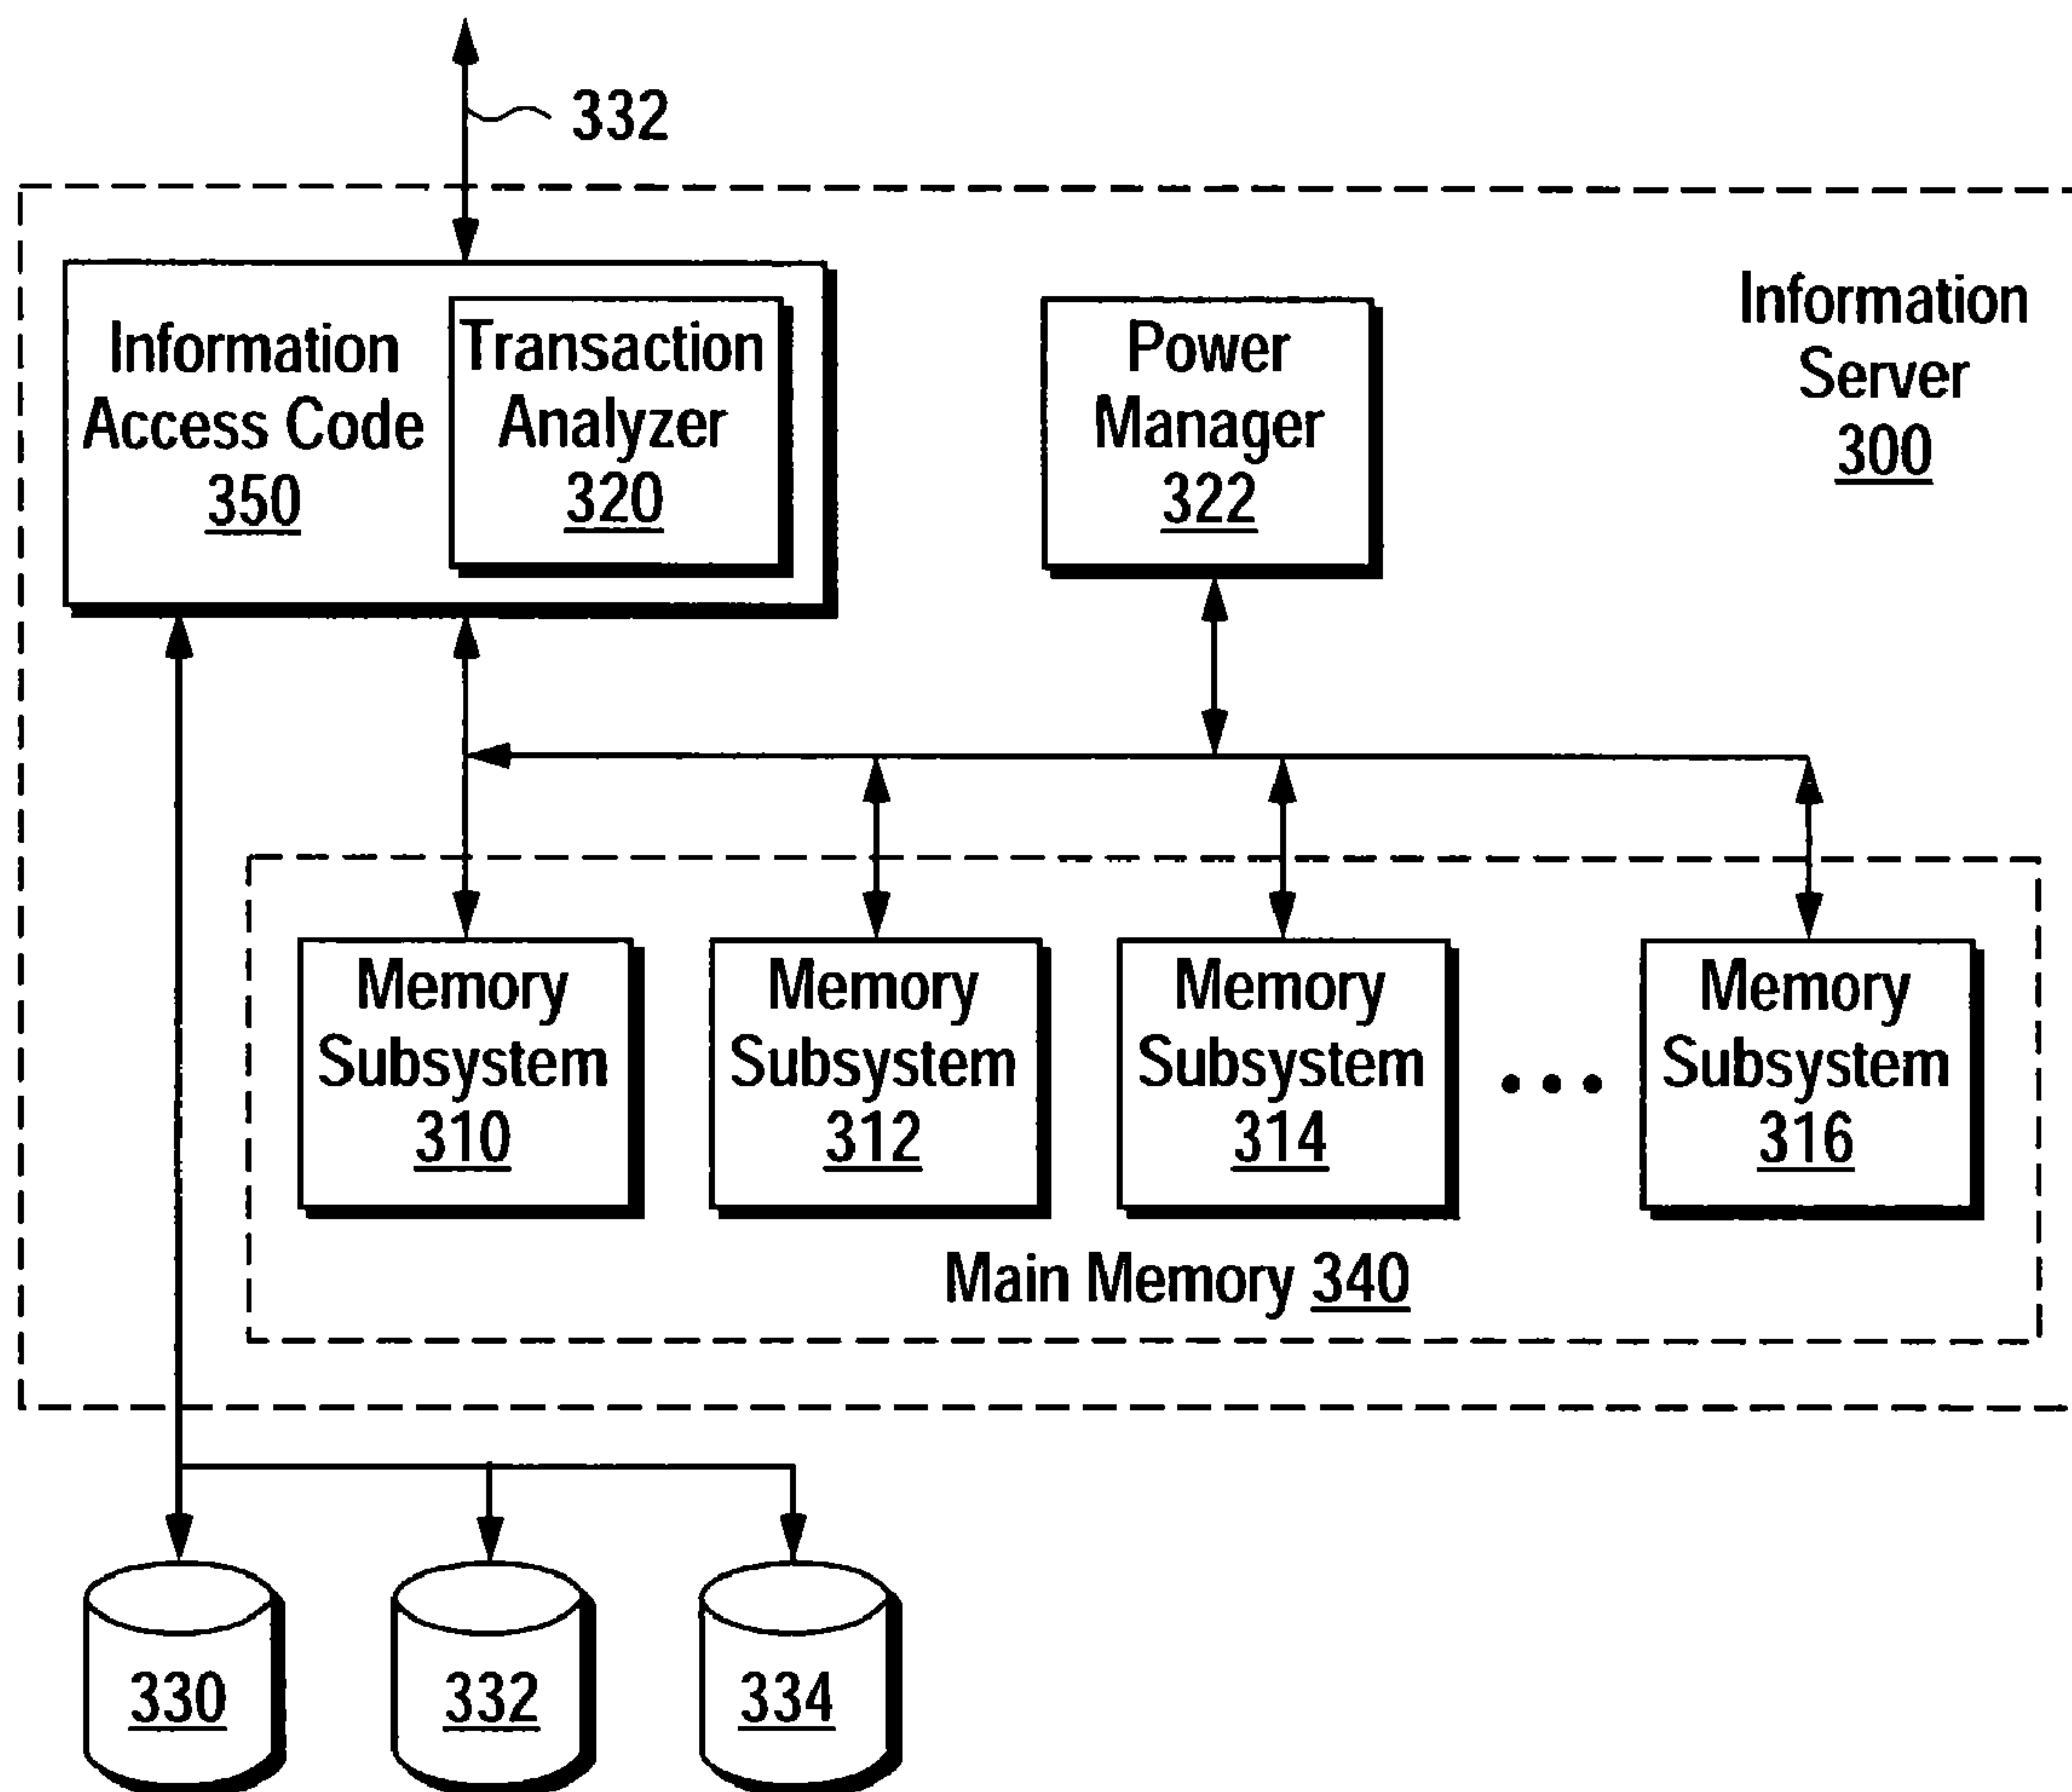 332
Information
Access Code
350
Transaction
Analyzer
320
Power
Manager
322
Information
Server
300
Memory
Subsystem
310
Memory
Subsystem
312
Memory
Subsystem
314
Memory
Subsystem
316
Main Memory 340
330
332
334